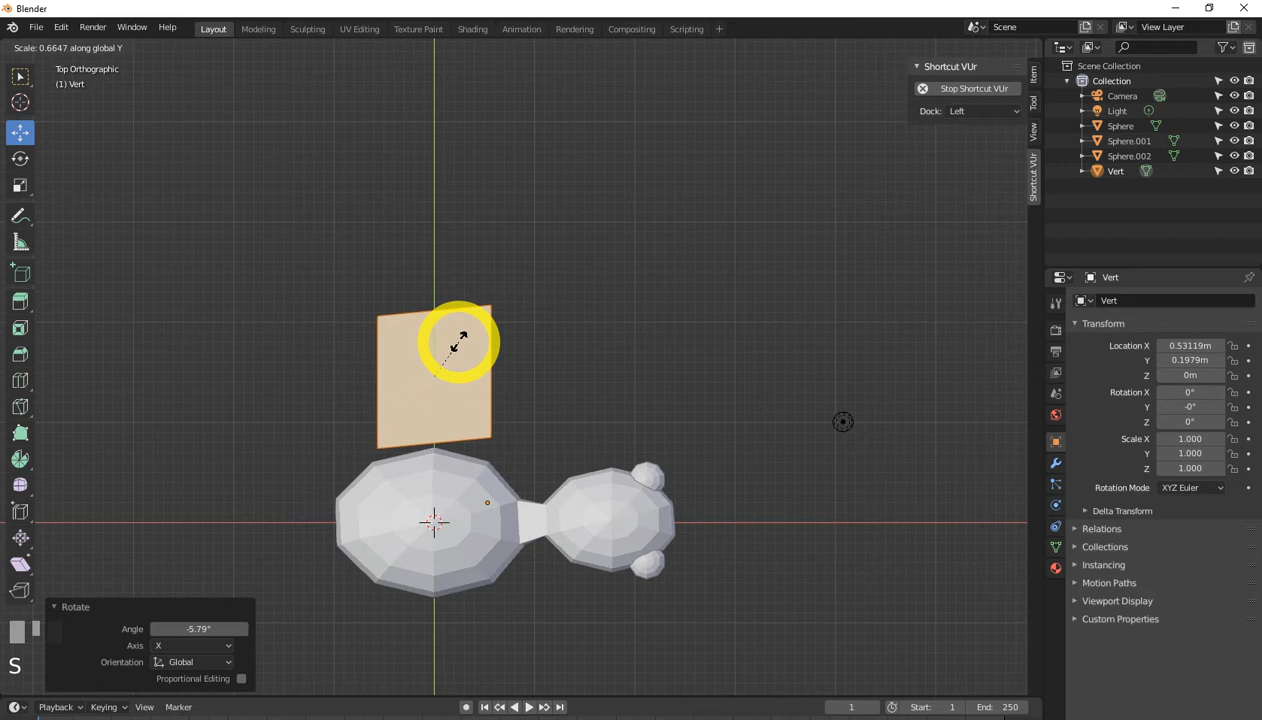 Blender
File Edit Render Window Help Layout Modeling Sculpting UV Editing Texture Paint Shading Animation Rendering Compositing Scripting + Scene View Layer
Scale: 0.6647 along global Y
Top Orthographic
(1) Vert
Shortcut VUr
Stop Shortcut VUr
Dock: Left
Item
Tool
View
Shortcut VUr
Scene Collection
Collection
Camera
Light
Sphere
Sphere.001
Sphere.002
Vert
Vert
Vert
Transform
Location X 0.53119m
Y 0.1979m
Z 0m
Rotation X 0°
Y -0°
Z 0°
Scale X 1.000
Y 1.000
Z 1.000
Rotation Mode XYZ Euler
Delta Transform
Relations
Collections
Instancing
Motion Paths
Viewport Display
Custom Properties
Rotate
Angle -5.79°
Axis X
Orientation Global
Proportional Editing
S
Playback Keying View Marker 1 Start: 1 End: 250